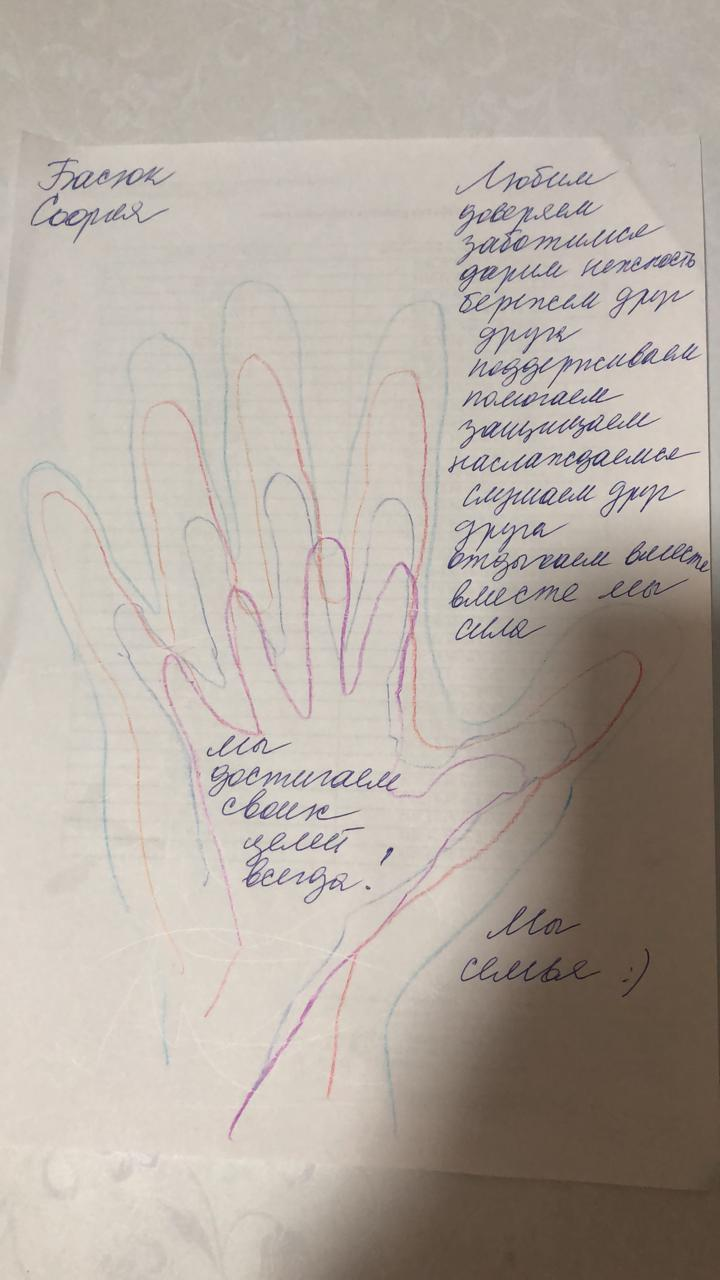 Басюк
София
Любим
доверяем
заботимся
дарим нежность
бережем друг
друга
поддерживаем
помогаем
защищаем
наслаждаемся
слушаем друг
друга
отдыхаем вместе
вместе мы
сила
мы
достигаем
своих
целей
всегда!
Мы
семья :)